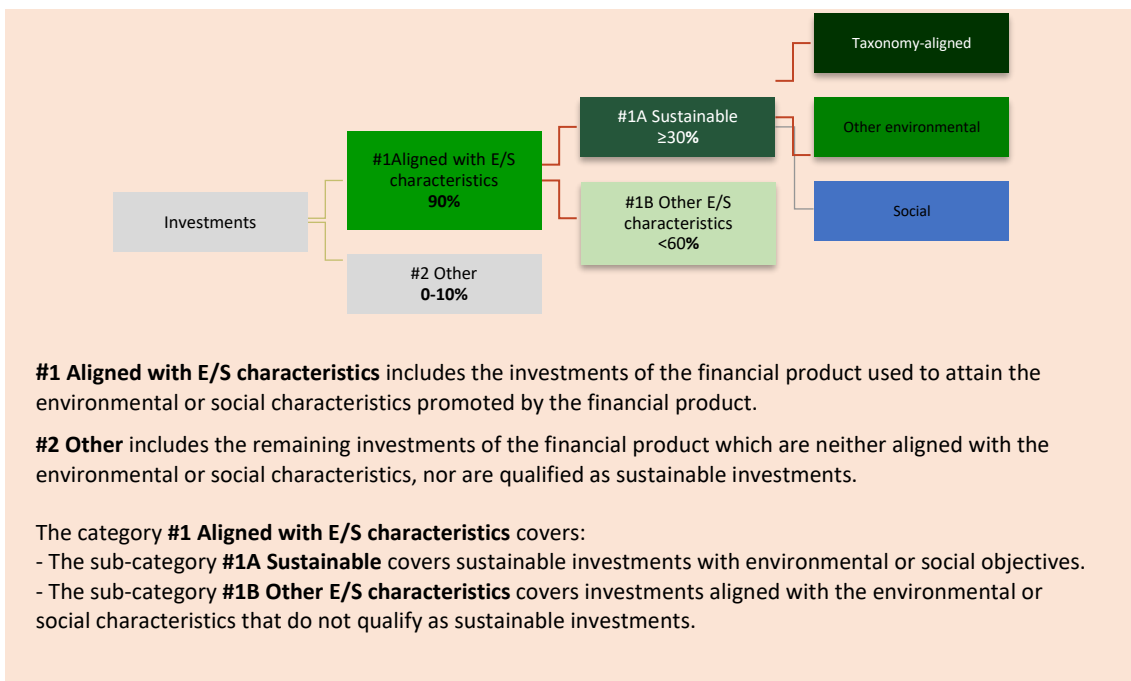 Taxonomy-aligned
#1A Sustainable
≥30%
Other environmental
#1Aligned with E/S
characteristics
90%
#1B Other E/S
characteristics
<60%
Social
Investments
#2 Other
0-10%
#1 Aligned with E/S characteristics includes the investments of the financial product used to attain the
environmental or social characteristics promoted by the financial product.
#2 Other includes the remaining investments of the financial product which are neither aligned with the
environmental or social characteristics, nor are qualified as sustainable investments.
The category #1 Aligned with E/S characteristics covers:
- The sub-category #1A Sustainable covers sustainable investments with environmental or social objectives.
- The sub-category #1B Other E/S characteristics covers investments aligned with the environmental or
social characteristics that do not qualify as sustainable investments.